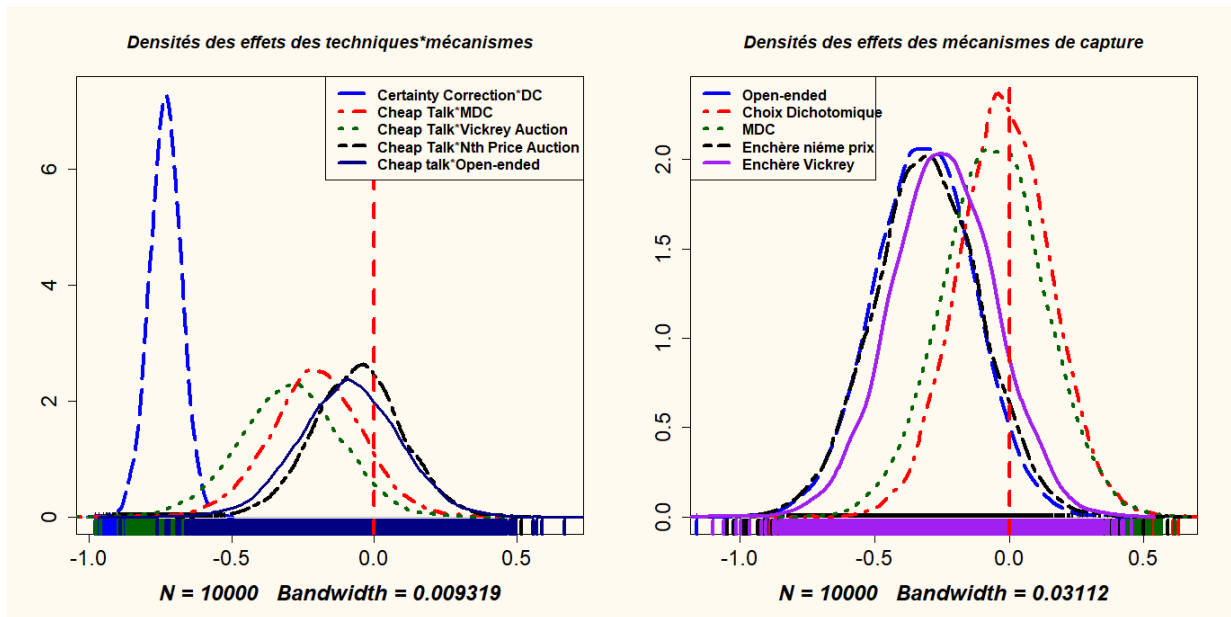 Densités des effets des techniques*mécanismes
Certainty Correction*DC
Cheap Talk*MDC
Cheap Talk*Vickrey Auction
Cheap Talk*Nth Price Auction
Cheap talk*Open-ended
6
4
2
0
-1.0 -0.5 0.0 0.5
N = 10000 Bandwidth = 0.009319
Densités des effets des mécanismes de capture
Open-ended
Choix Dichotomique
MDC
Enchère niéme prix
Enchère Vickrey
2.0
1.5
1.0
0.5
0.0
-1.0 -0.5 0.0 0.5
N = 10000 Bandwidth = 0.03112